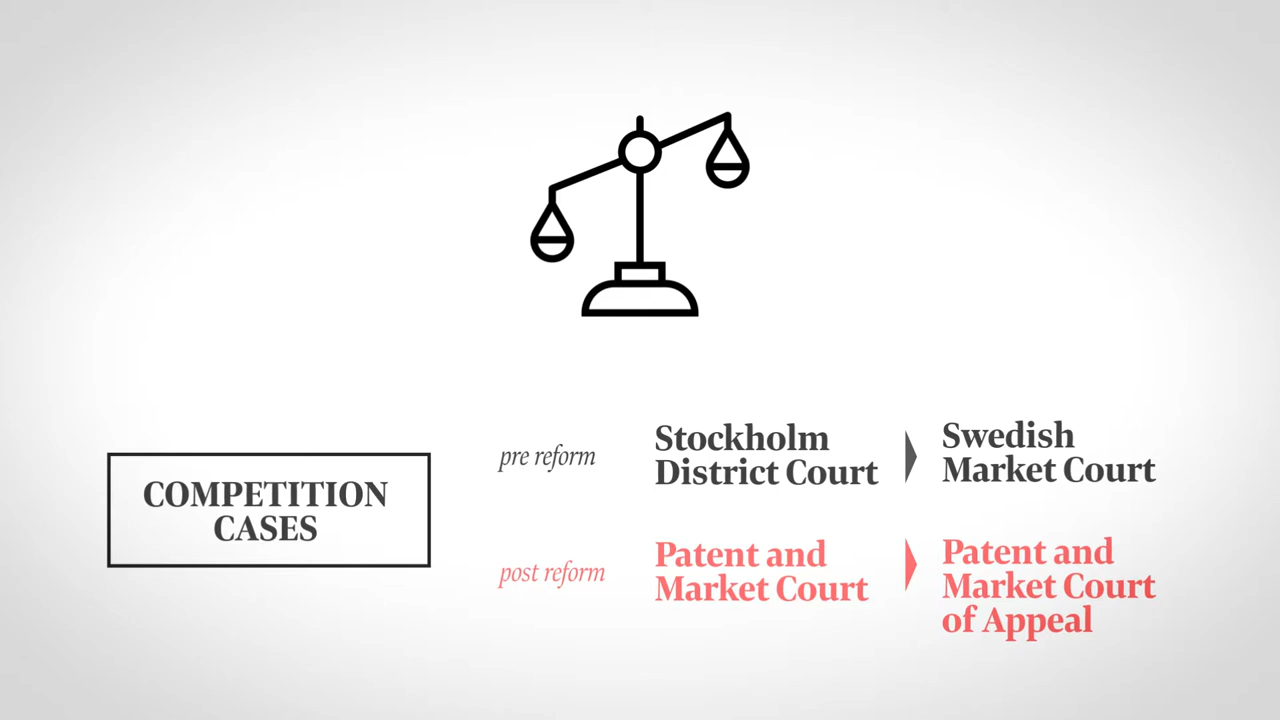 COMPETITION
CASES
pre reform
Stockholm
District Court
Swedish
Market Court
post reform
Patent and
Market Court
Patent and
Market Court
of Appeal